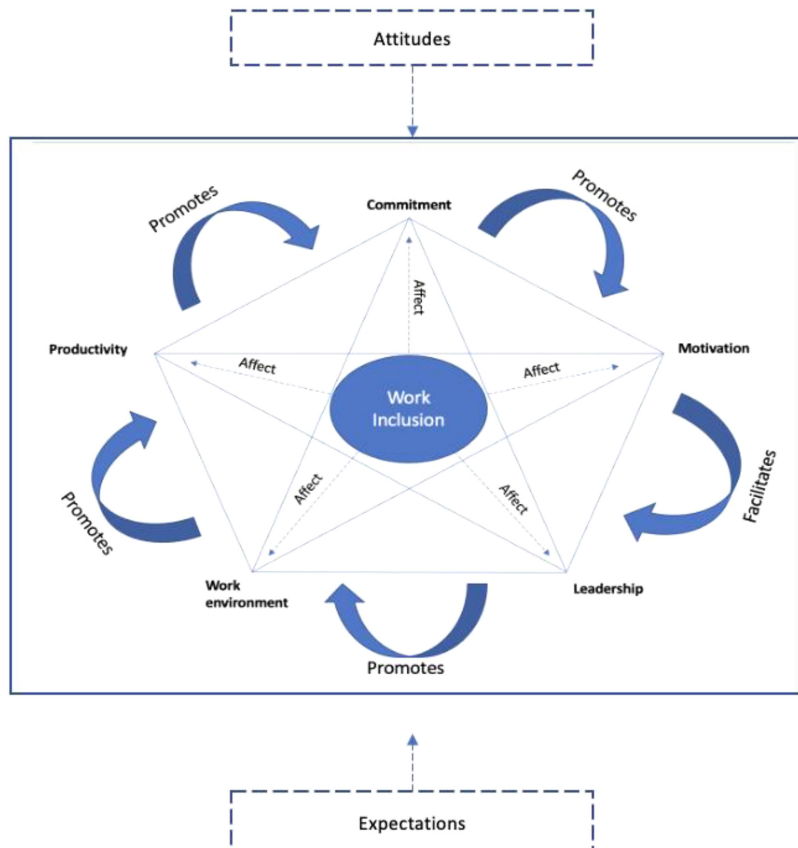 Attitudes
Promotes
Commitment
Promotes
Affect
Productivity
Affect
Affect
Motivation
Work
Inclusion
Promotes
Affect
Affect
Facilitates
Work
environment
Leadership
Promotes
Expectations